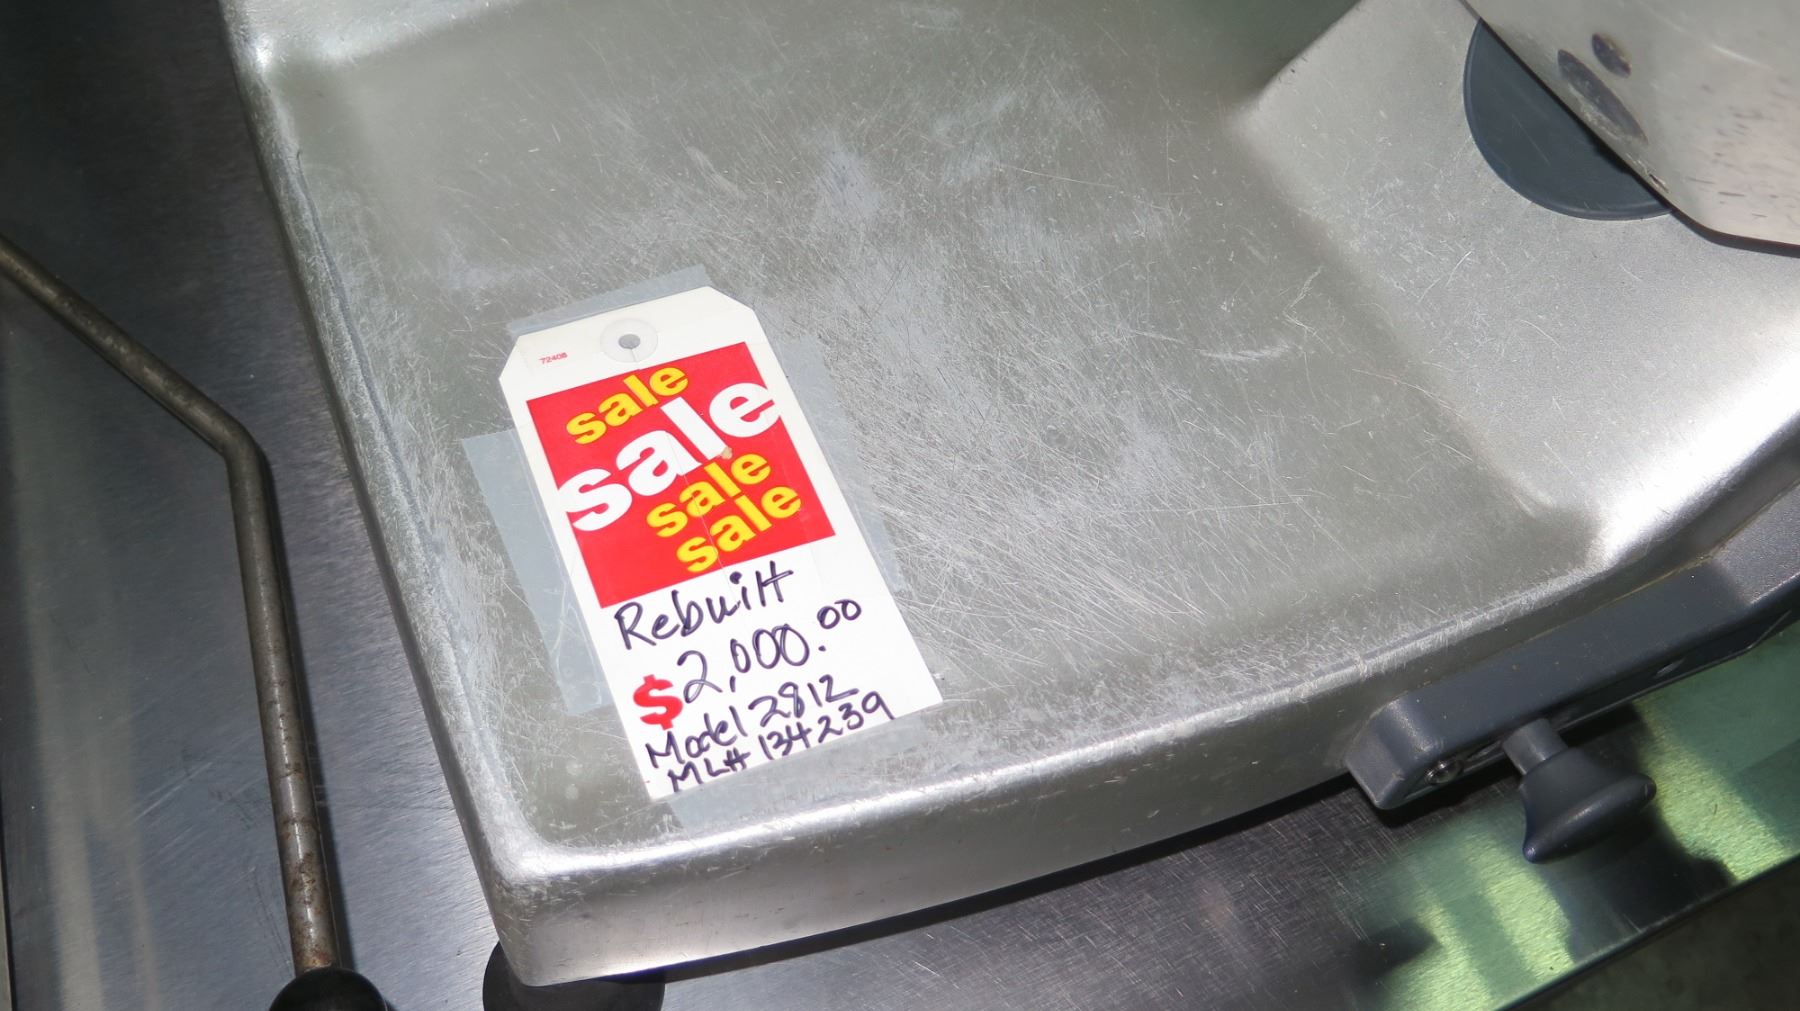 72408
sale
sale
sale
sale
Rebuilt
$2,000.00
Model 2812
ML# 134239